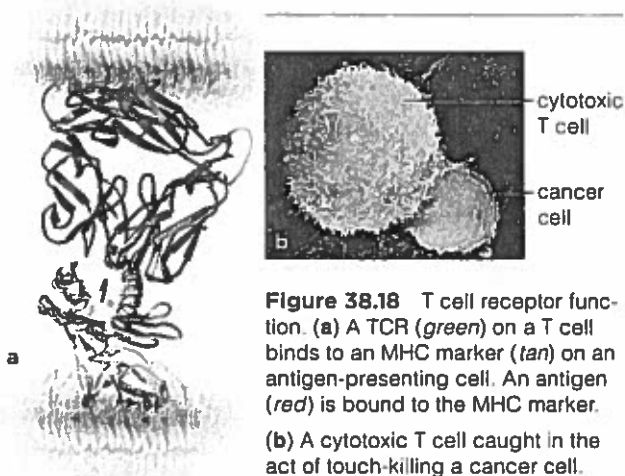 cytotoxic
T cell
cancer
cell
b
a
Figure 38.18 T cell receptor func-
tion. (a) A TCR (green) on a T cell
binds to an MHC marker (tan) on an
antigen-presenting cell. An antigen
(red) is bound to the MHC marker.
(b) A cytotoxic T cell caught in the
act of touch-killing a cancer cell.